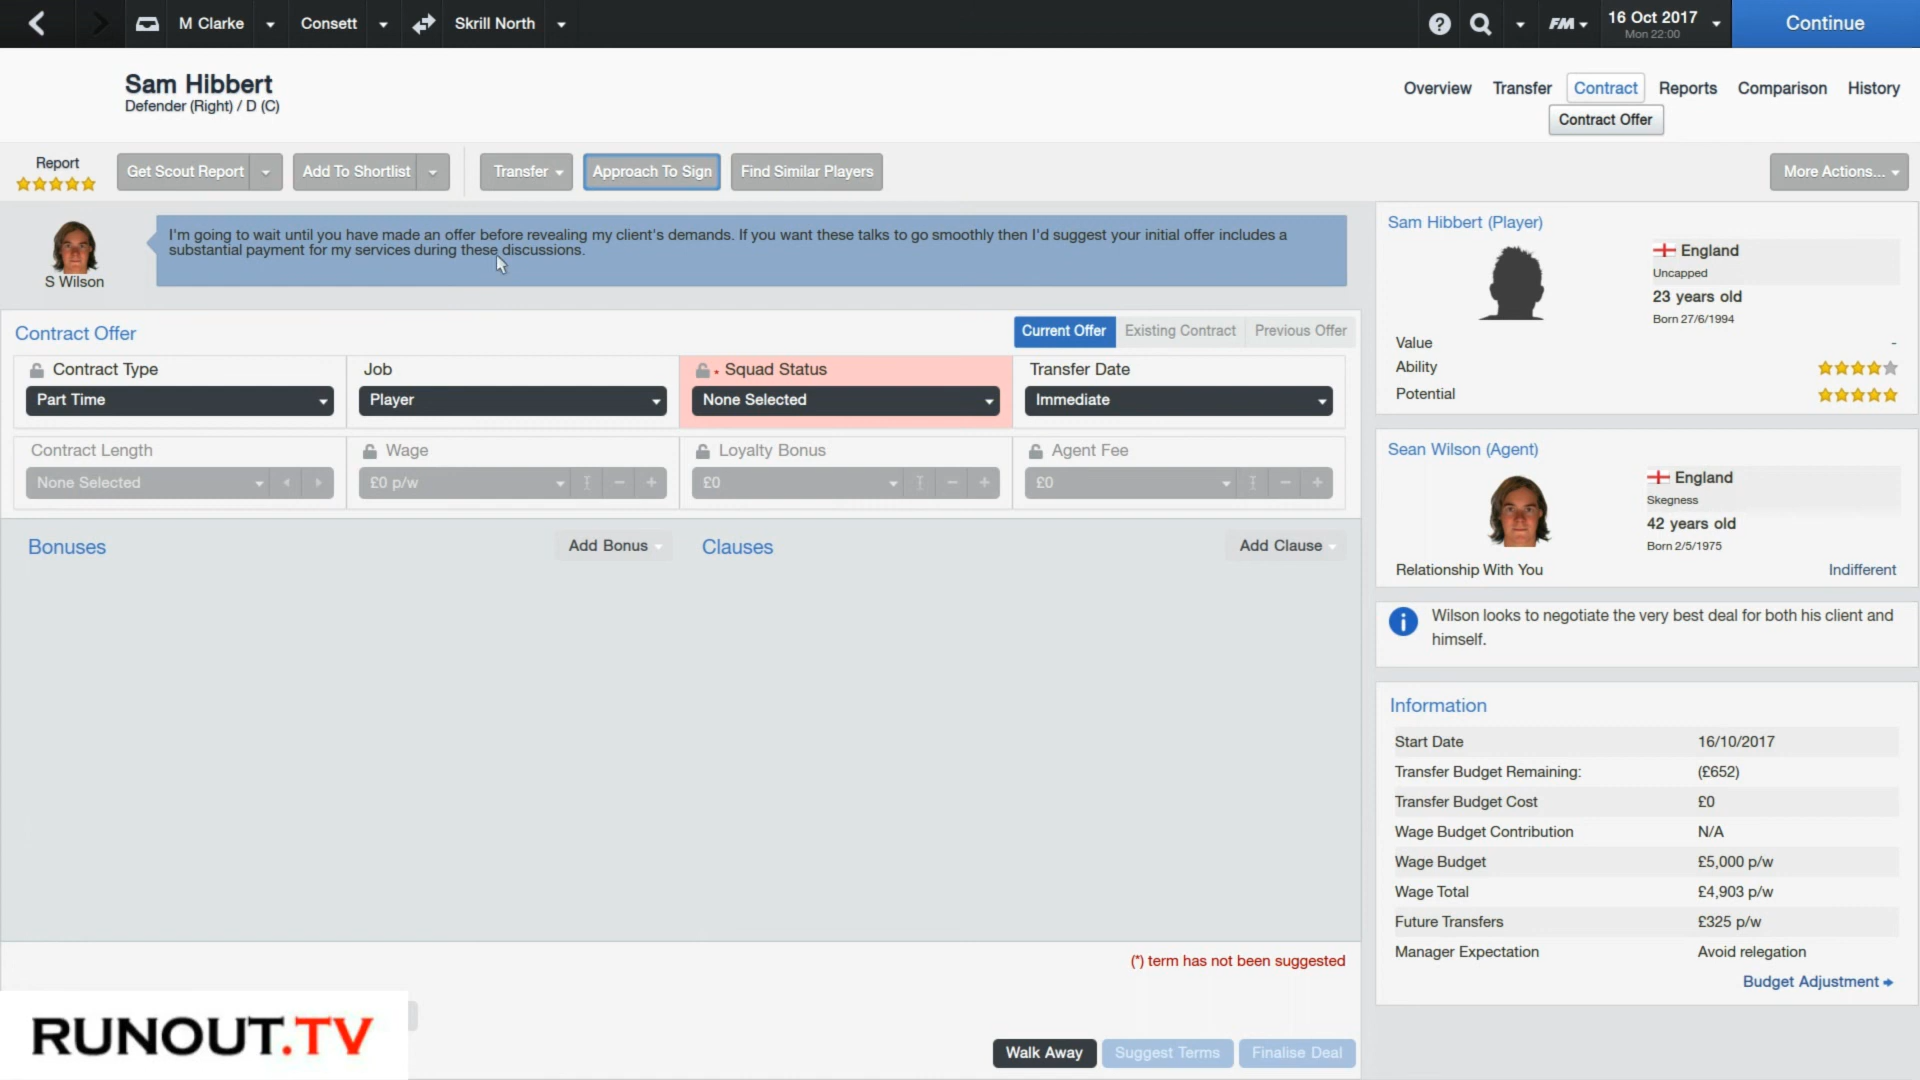 M Clarke
Consett
Skrill North
FM
16 Oct 2017
Mon 22:00
Continue
Sam Hibbert
Defender (Right) / D (C)
Overview
Transfer
Contract
Reports
Comparison
History
Contract Offer
Report
Get Scout Report
Add To Shortlist
Transfer
Approach To Sign
Find Similar Players
More Actions...
S Wilson
I'm going to wait until you have made an offer before revealing my client's demands. If you want these talks to go smoothly then I'd suggest your initial offer includes a
substantial payment for my services during these discussions.
Contract Offer
Current Offer
Existing Contract
Previous Offer
Contract Type
Job
* Squad Status
Transfer Date
Part Time
Player
None Selected
Immediate
Contract Length
Wage
Loyalty Bonus
Agent Fee
None Selected
£0 p/w
£0
£0
Bonuses
Add Bonus
Clauses
Add Clause
(*) term has not been suggested
Walk Away
Suggest Terms
Finalise Deal
RUNOUT.TV
Sam Hibbert (Player)
England
Uncapped
23 years old
Born 27/6/1994
Value -
Ability
Potential
Sean Wilson (Agent)
England
Skegness
42 years old
Born 2/5/1975
Relationship With You Indifferent
Wilson looks to negotiate the very best deal for both his client and
himself.
Information
Start Date 16/10/2017
Transfer Budget Remaining: (£652)
Transfer Budget Cost £0
Wage Budget Contribution N/A
Wage Budget £5,000 p/w
Wage Total £4,903 p/w
Future Transfers £325 p/w
Manager Expectation Avoid relegation
Budget Adjustment